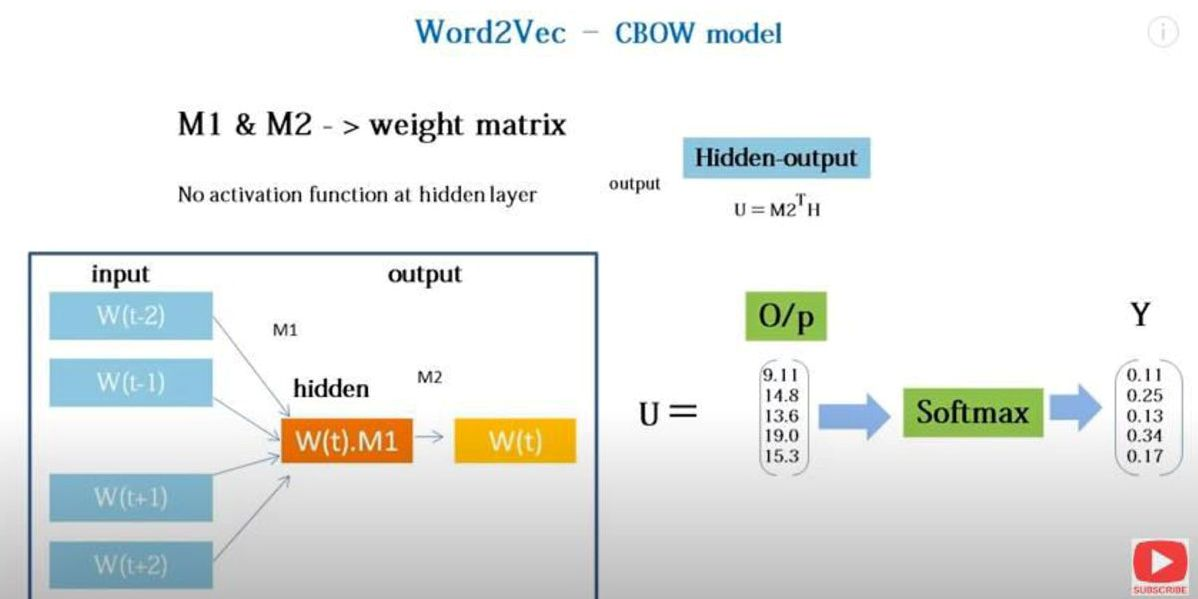 Word2Vec – CBOW model
M1 & M2 - > weight matrix
No activation function at hidden layer
output
Hidden-output
U = M2ᵀH
input
output
W(t-2)
M1
W(t-1)
hidden
M2
W(t).M1
W(t)
W(t+1)
W(t+2)
O/p
Y
U =
9.11
14.8
13.6
19.0
15.3
Softmax
0.11
0.25
0.13
0.34
0.17
SUBSCRIBE